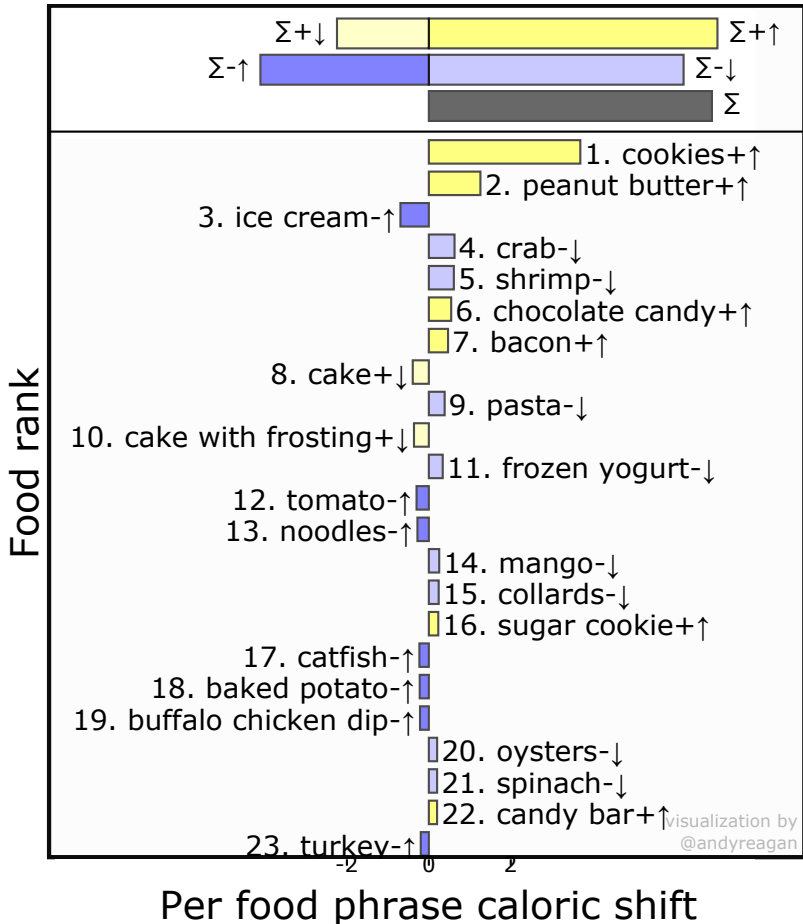 Σ+↓ Σ+↑
Σ-↑ Σ-↓
Σ
1. cookies+↑
2. peanut butter+↑
3. ice cream-↑
4. crab-↓
5. shrimp-↓
6. chocolate candy+↑
7. bacon+↑
8. cake+↓
9. pasta-↓
10. cake with frosting+↓
11. frozen yogurt-↓
12. tomato-↑
13. noodles-↑
14. mango-↓
15. collards-↓
16. sugar cookie+↑
17. catfish-↑
18. baked potato-↑
19. buffalo chicken dip-↑
20. oysters-↓
21. spinach-↓
22. candy bar+↑
23. turkey-↑
visualization by
@andyreagan
-2 0 2
Food rank
Per food phrase caloric shift